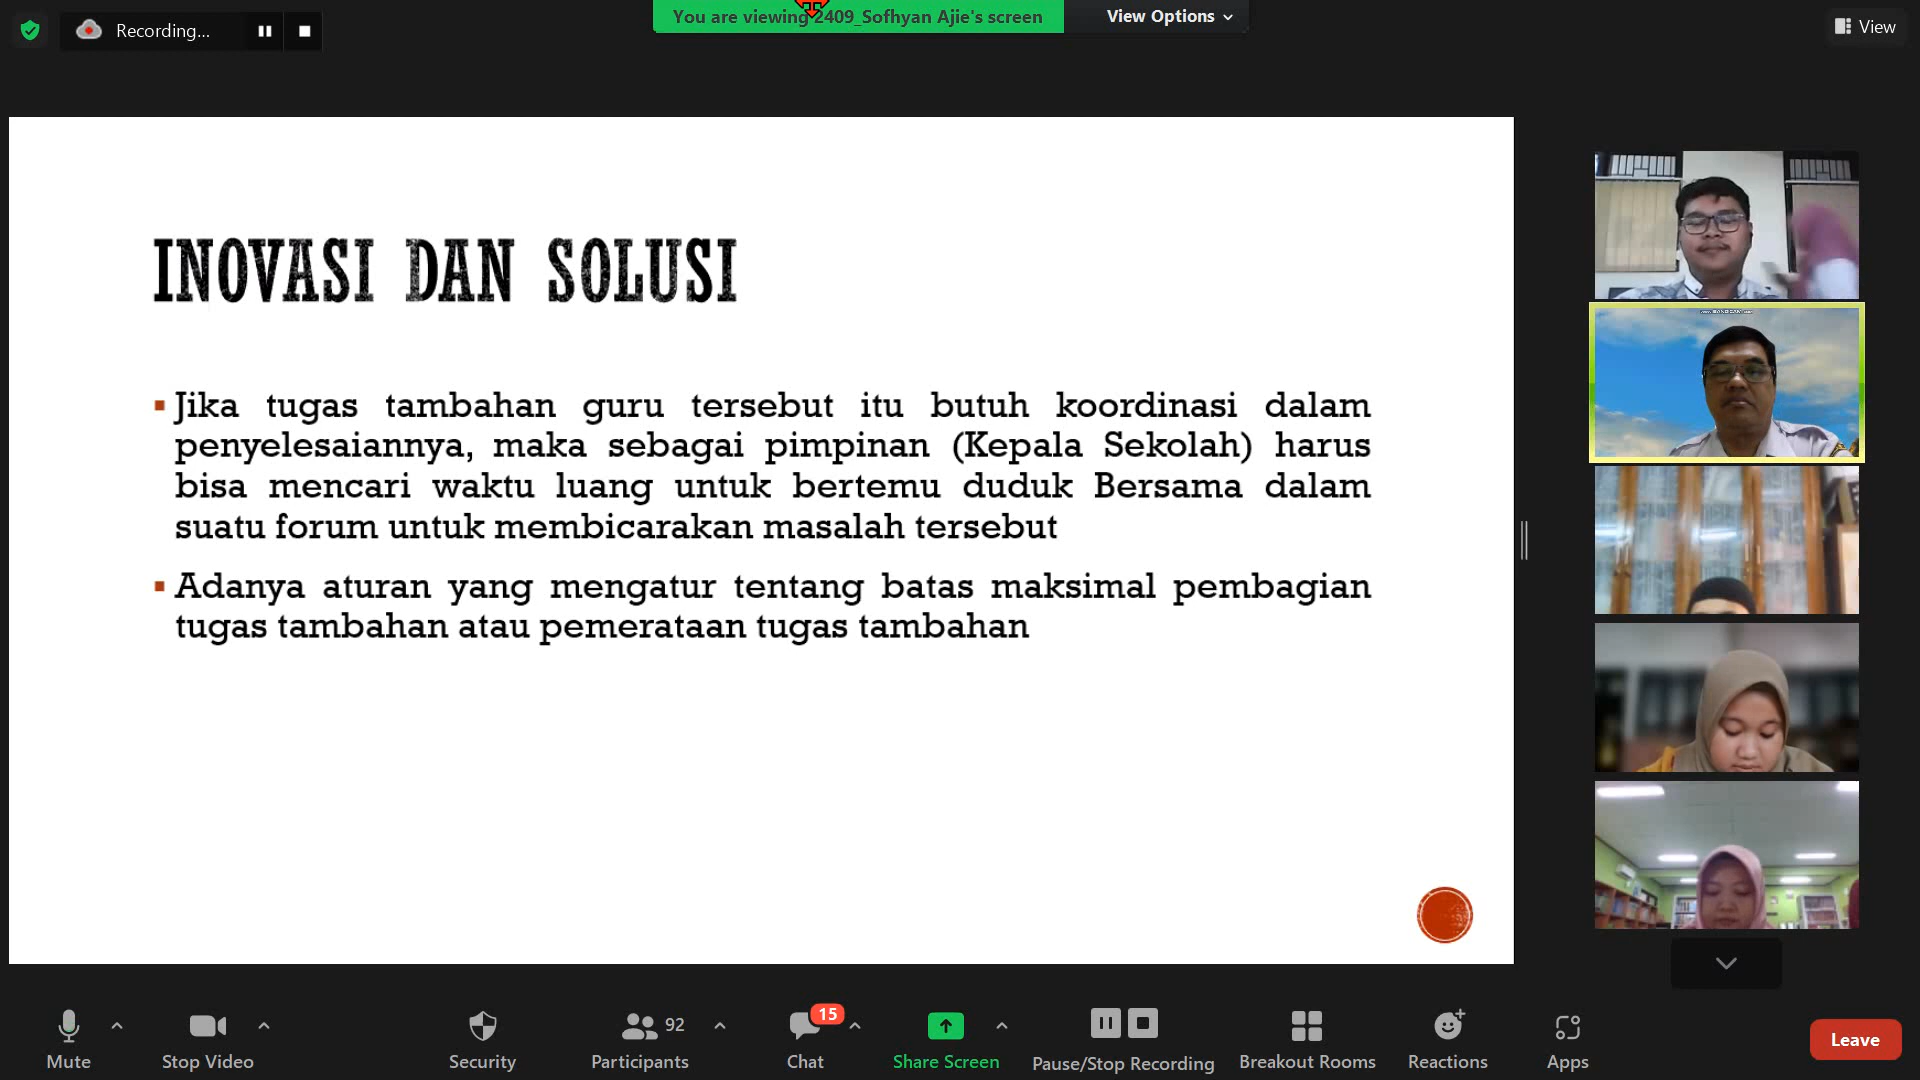 Recording...
You are viewing 2409_Sofhyan Ajie's screen
View Options
View
INOVASI DAN SOLUSI
Jika tugas tambahan guru tersebut itu butuh koordinasi dalam
penyelesaiannya, maka sebagai pimpinan (Kepala Sekolah) harus
bisa mencari waktu luang untuk bertemu duduk Bersama dalam
suatu forum untuk membicarakan masalah tersebut
Adanya aturan yang mengatur tentang batas maksimal pembagian
tugas tambahan atau pemerataan tugas tambahan
Mute
Stop Video
Security
Participants
92
Chat
15
Share Screen
Pause/Stop Recording
Breakout Rooms
Reactions
Apps
Leave